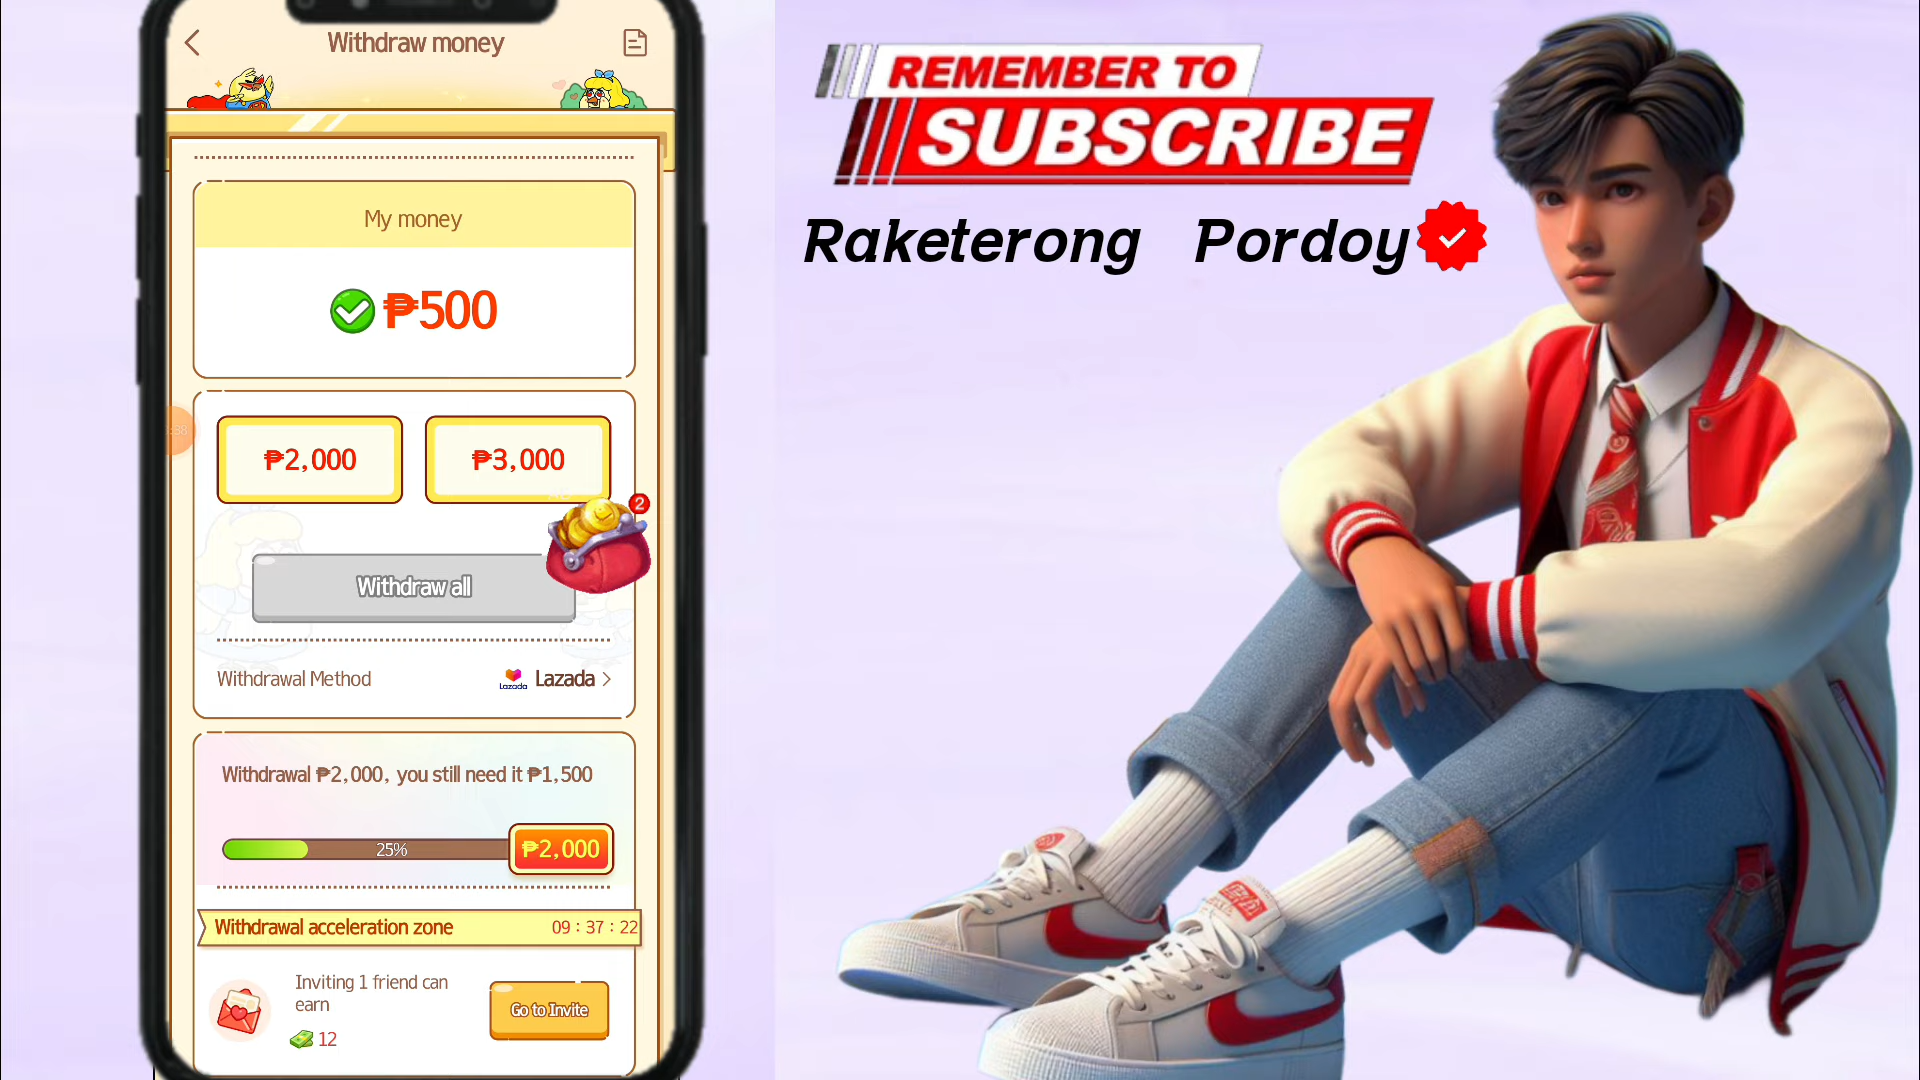 Withdraw money
My money
₱500
₱2,000
₱3,000
2
Withdraw all
Withdrawal Method
Lazada
Lazada
Withdrawal ₱2,000, you still need it ₱1,500
25%
₱2,000
Withdrawal acceleration zone
09 : 37 : 22
Inviting 1 friend can
earn
12
Go to Invite
REMEMBER TO
SUBSCRIBE
Raketerong Pordoy